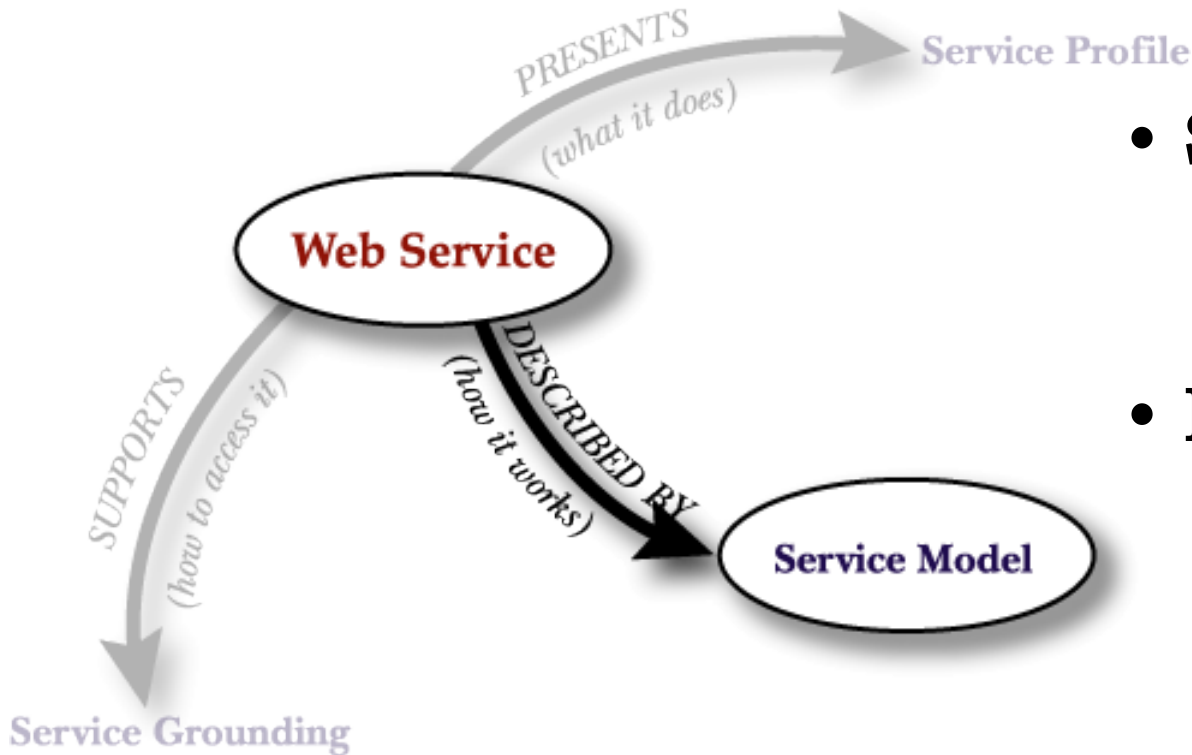 PRESENTS
(what it does)
Service Profile
Web Service
DESCRIBED BY
(how it works)
Service Model
SUPPORTS
(how to access it)
Service Grounding